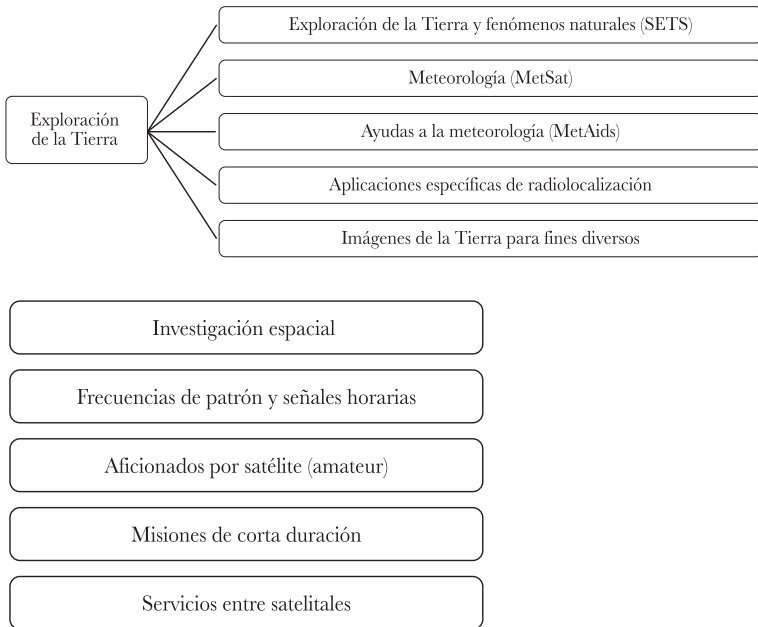 Exploración de la Tierra y fenómenos naturales (SETS)
Meteorología (MetSat)
Exploración
de la Tierra
Ayudas a la meteorología (MetAids)
Aplicaciones específicas de radiolocalización
Imágenes de la Tierra para fines diversos
Investigación espacial
Frecuencias de patrón y señales horarias
Aficionados por satélite (amateur)
Misiones de corta duración
Servicios entre satelitales